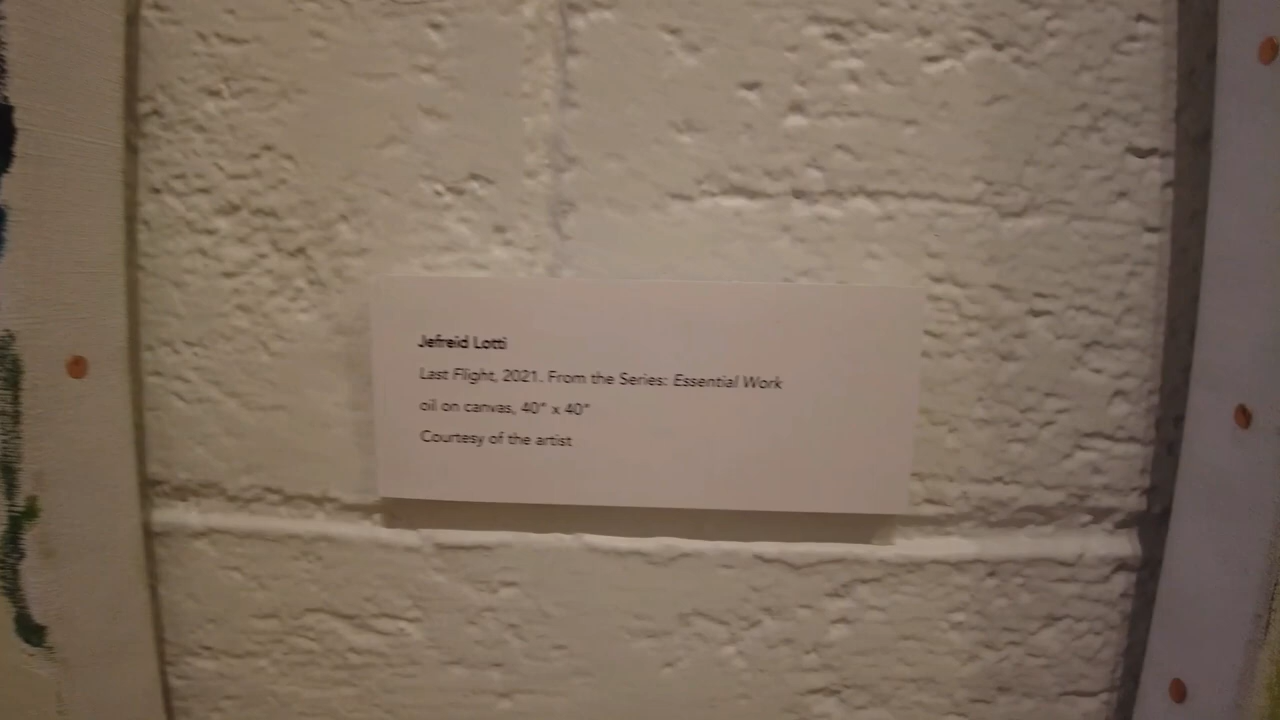 Jefreid Lotti
Last Flight, 2021. From the Series: Essential Work
oil on canvas, 40" x 40"
Courtesy of the artist